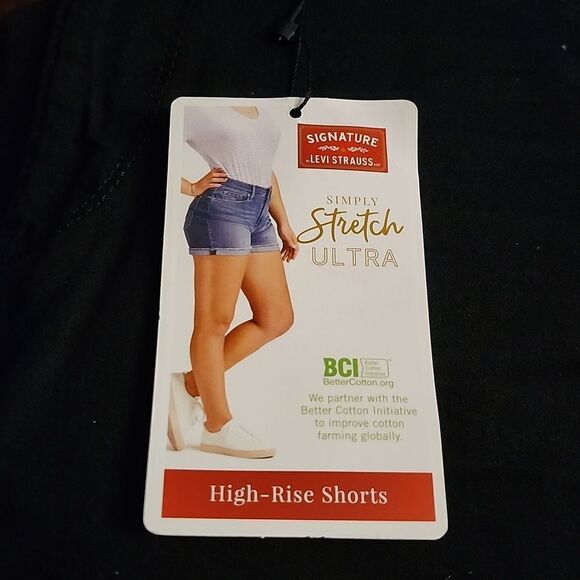 SIGNATURE
BY LEVI STRAUSS & CO.
SIMPLY
Stretch
ULTRA
BCI
Better
Cotton
Initiative
BetterCotton.org
We partner with the
Better Cotton Initiative
to improve cotton
farming globally.
High-Rise Shorts